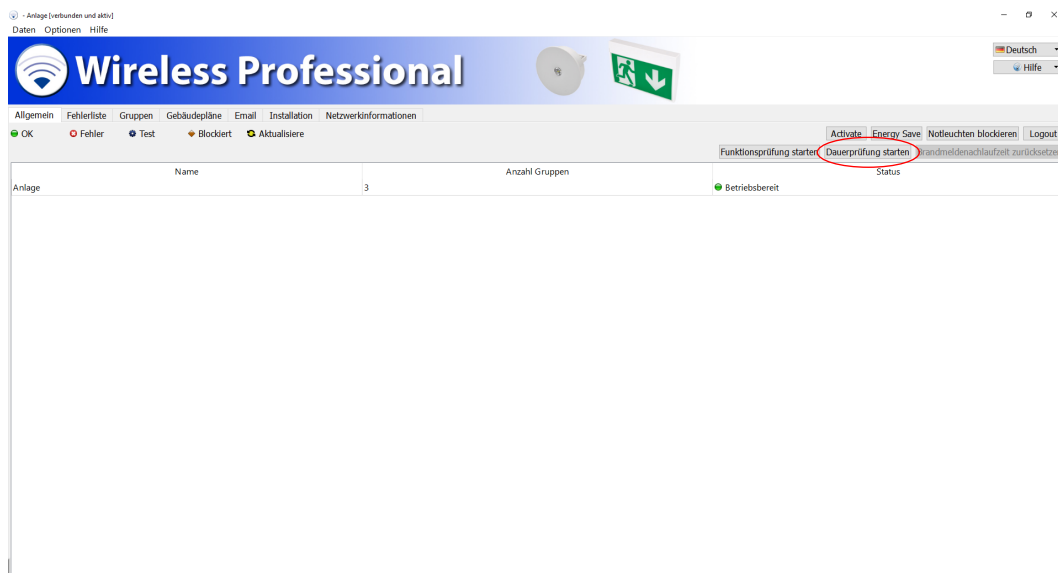 - Anlage [verbunden und aktiv]
Daten Optionen Hilfe
Wireless Professional
Deutsch
Hilfe
Allgemein Fehlerliste Gruppen Gebäudepläne Email Installation Netzwerkinformationen
OK Fehler Test Blockiert Aktualisiere
Activate Energy Save Notleuchten blockieren Logout
Funktionsprüfung starten Dauerprüfung starten Brandmeldenachlaufzeit zurücksetzen
Name Anzahl Gruppen Status
Anlage 3 Betriebsbereit